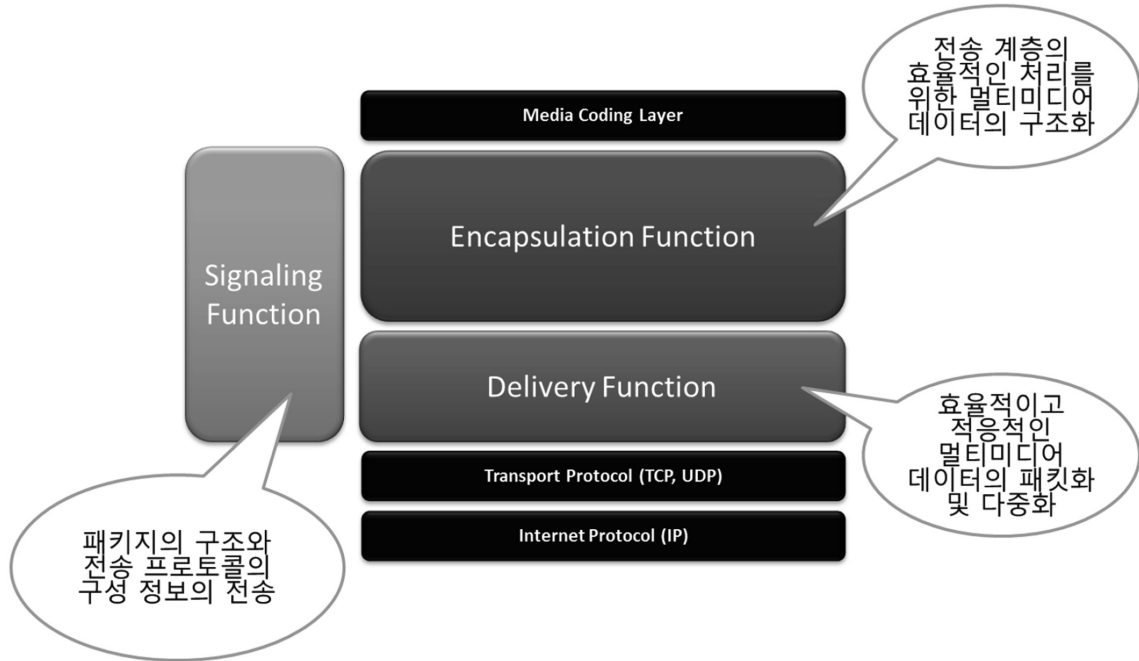 전송 계층의
효율적인 처리를
위한 멀티미디어
데이터의 구조화
Media Coding Layer
Encapsulation Function
Signaling
Function
Delivery Function
효율적이고
적응적인
멀티미디어
데이터의 패킷화
및 다중화
Transport Protocol (TCP, UDP)
Internet Protocol (IP)
패키지의 구조와
전송 프로토콜의
구성 정보의 전송